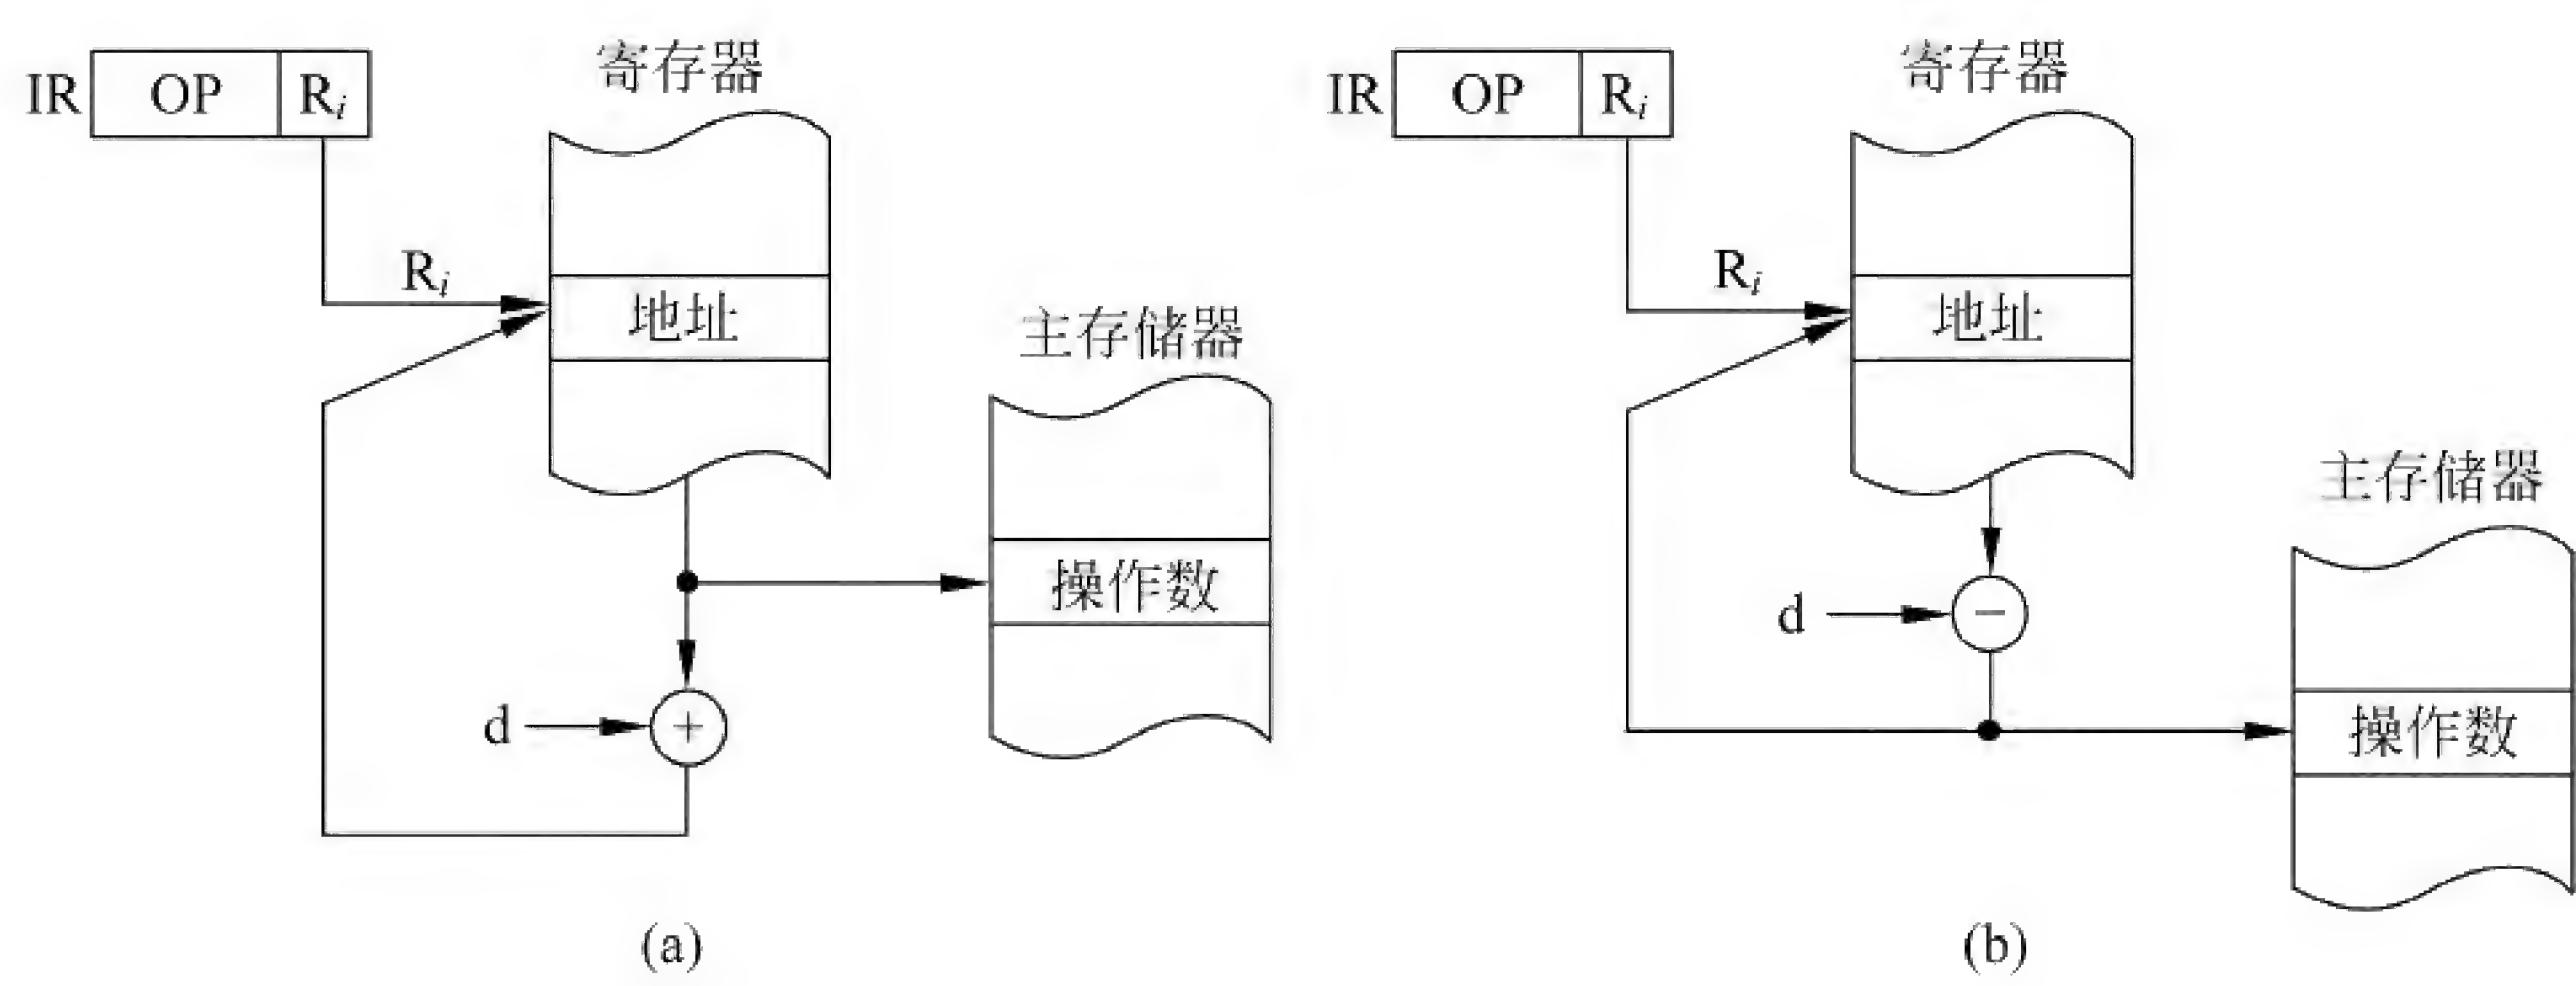 IR OP Ri
寄存器
Ri
地址
主存储器
操作数
d
+
(a)
IR OP Ri
寄存器
Ri
地址
主存储器
d
−
操作数
(b)